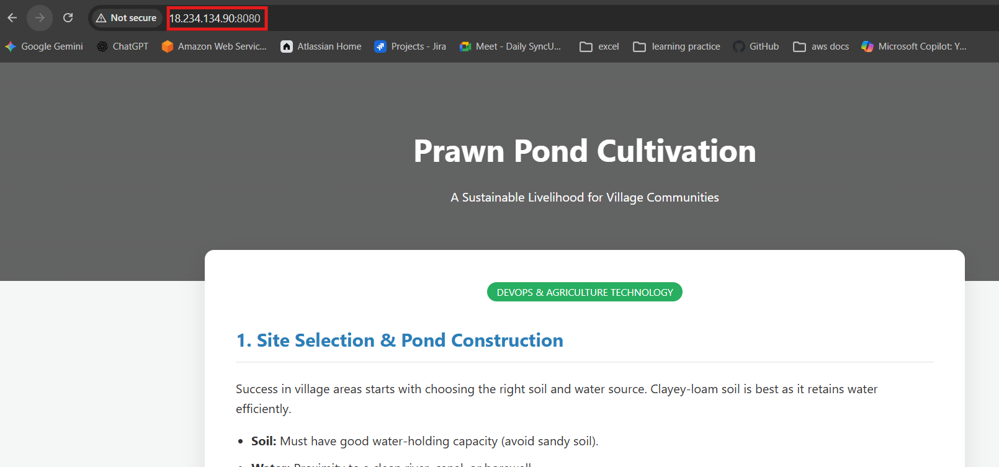 Not secure 18.234.134.90:8080
Google Gemini ChatGPT Amazon Web Servic... Atlassian Home Projects - Jira Meet - Daily SyncU... excel learning practice GitHub aws docs Microsoft Copilot: Y...
Prawn Pond Cultivation
A Sustainable Livelihood for Village Communities
DEVOPS & AGRICULTURE TECHNOLOGY
1. Site Selection & Pond Construction
Success in village areas starts with choosing the right soil and water source. Clayey-loam soil is best as it retains water
efficiently.
• Soil: Must have good water-holding capacity (avoid sandy soil).
• Water: Proximity to a clean river, canal, or borewell.